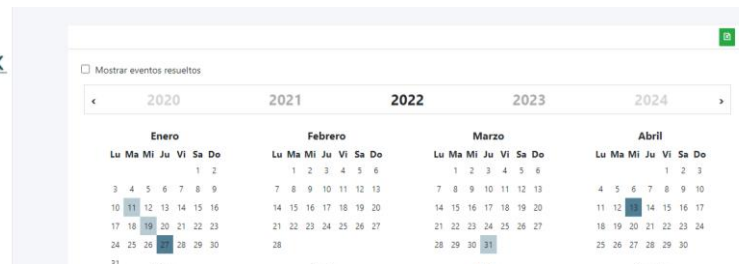 Mostrar eventos resueltos
‹ 2020 2021 2022 2023 2024 ›
Enero Febrero Marzo Abril
Lu Ma Mi Ju Vi Sa Do Lu Ma Mi Ju Vi Sa Do Lu Ma Mi Ju Vi Sa Do Lu Ma Mi Ju Vi Sa Do
1 2 1 2 3 4 5 6 1 2 3 4 5 6 1 2 3
3 4 5 6 7 8 9 7 8 9 10 11 12 13 7 8 9 10 11 12 13 4 5 6 7 8 9 10
10 11 12 13 14 15 16 14 15 16 17 18 19 20 14 15 16 17 18 19 20 11 12 13 14 15 16 17
17 18 19 20 21 22 23 21 22 23 24 25 26 27 21 22 23 24 25 26 27 18 19 20 21 22 23 24
24 25 26 27 28 29 30 28 28 29 30 31 25 26 27 28 29 30
31